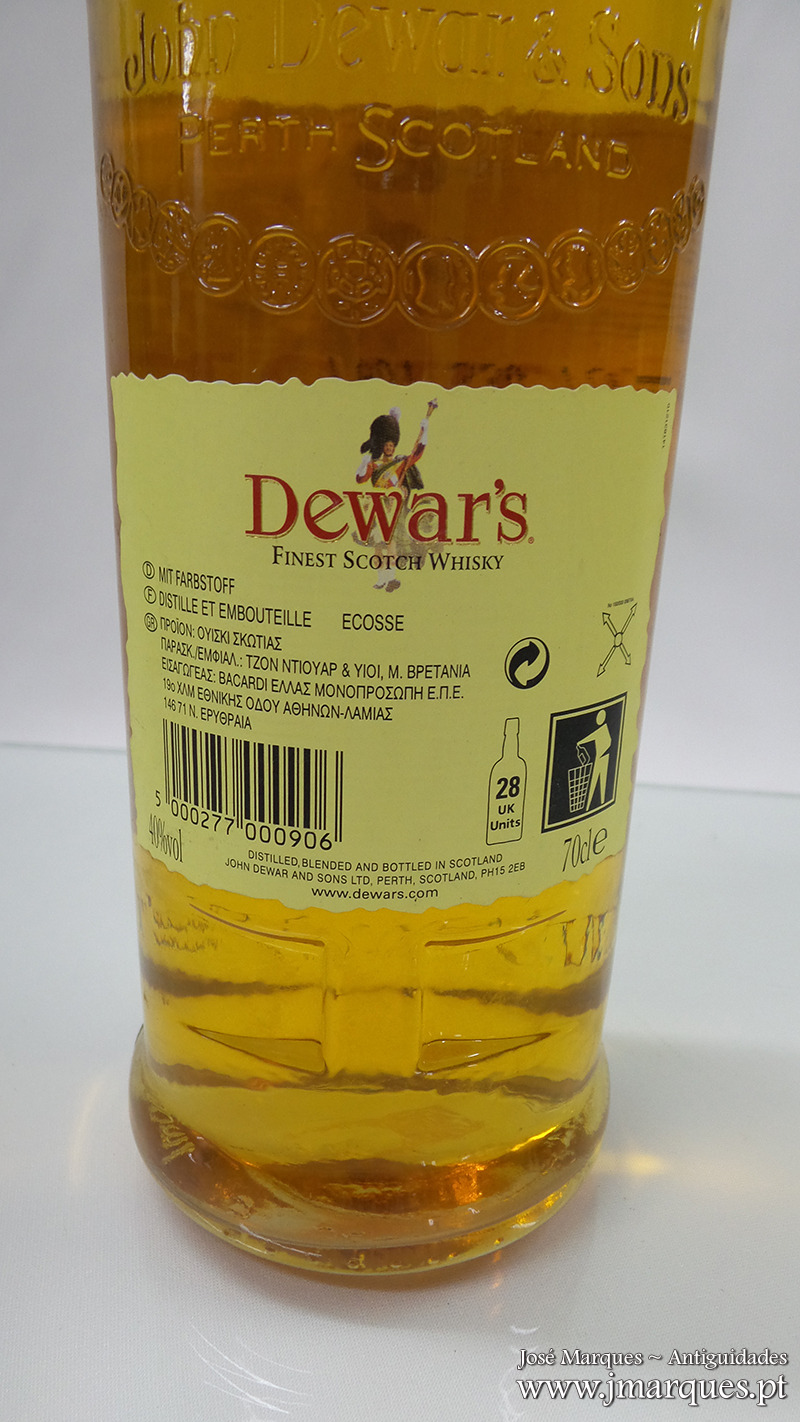 John Dewar & Sons
PERTH SCOTLAND
Dewar's
FINEST SCOTCH WHISKY
D MIT FARBSTOFF
F DISTILLE ET EMBOUTEILLE ECOSSE
GR ΠΡΟΪΟΝ: ΟΥΙΣΚΙ ΣΚΩΤΙΑΣ
ΠΑΡΑΣΚ./ΕΜΦΙΑΛ.: ΤΖΟΝ ΝΤΙΟΥΑΡ & ΥΙΟΙ, Μ. ΒΡΕΤΑΝΙΑ
ΕΙΣΑΓΩΓΕΑΣ: BACARDI ΕΛΛΑΣ ΜΟΝΟΠΡΟΣΩΠΗ Ε.Π.Ε.
19ο ΧΛΜ ΕΘΝΙΚΗΣ ΟΔΟΥ ΑΘΗΝΩΝ-ΛΑΜΙΑΣ
146 71 Ν. ΕΡΥΘΡΑΙΑ
5 000277 000906
28
UK
Units
40%vol
70cl e
DISTILLED, BLENDED AND BOTTLED IN SCOTLAND
JOHN DEWAR AND SONS LTD, PERTH, SCOTLAND, PH15 2EB
www.dewars.com
José Marques ~ Antiguidades
www.jmarques.pt